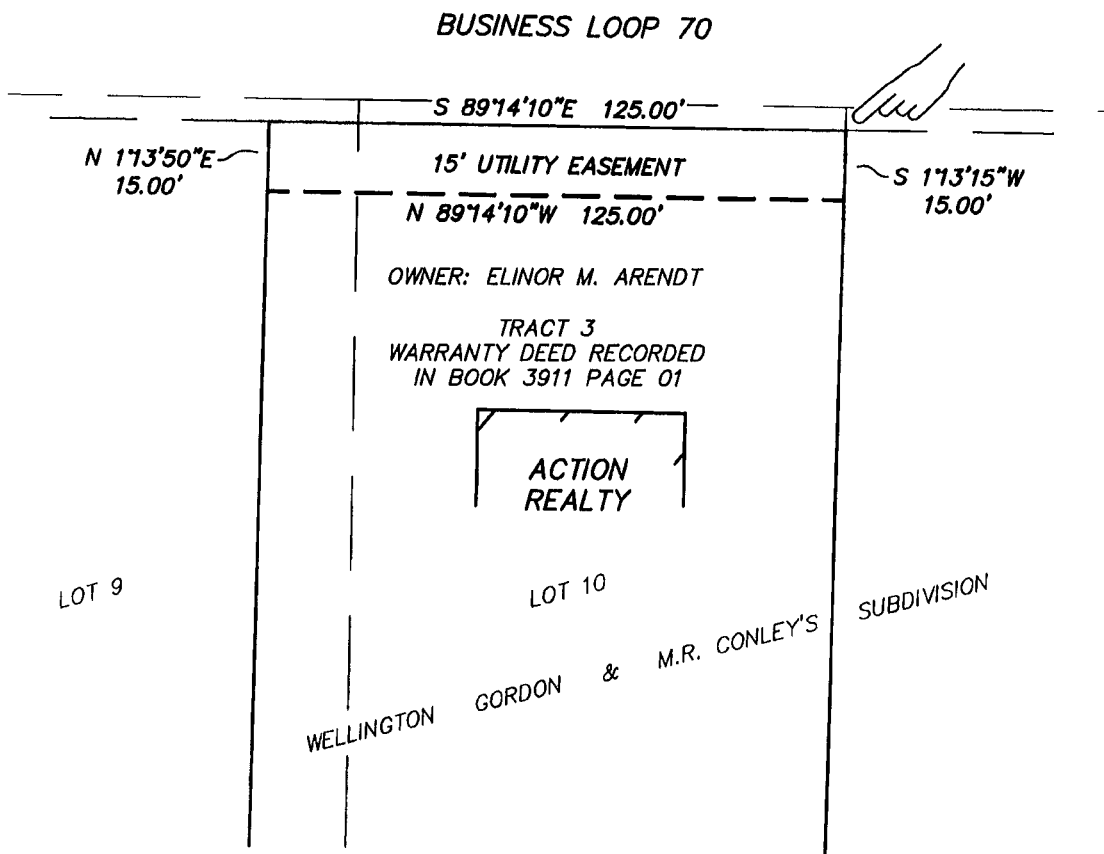 BUSINESS LOOP 70
S 89°14'10"E 125.00'
N 1°13'50"E
15.00'
15' UTILITY EASEMENT
S 1°13'15"W
15.00'
N 89°14'10"W 125.00'
OWNER: ELINOR M. ARENDT
TRACT 3
WARRANTY DEED RECORDED
IN BOOK 3911 PAGE 01
ACTION
REALTY
LOT 9
LOT 10
WELLINGTON GORDON & M.R. CONLEY'S SUBDIVISION